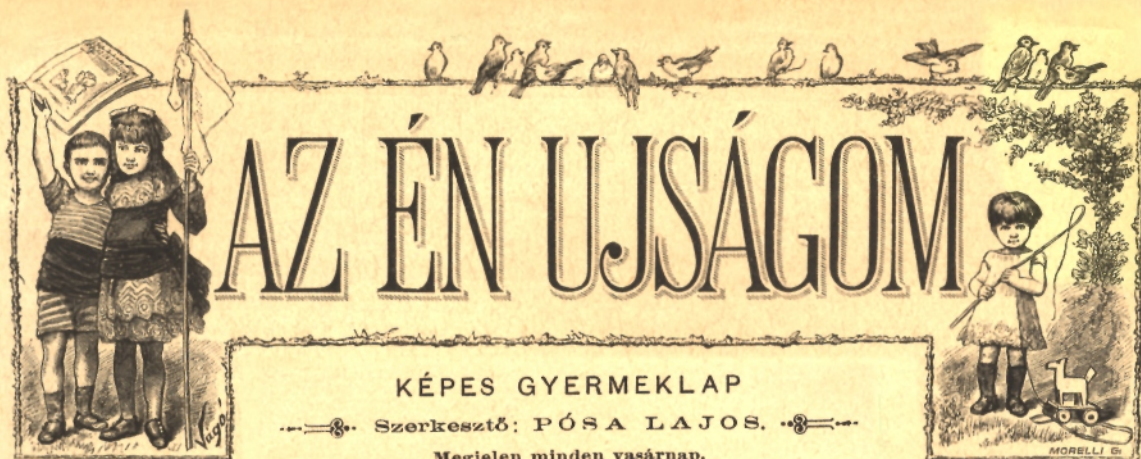 AZ ÉN UJSÁGOM
KÉPES GYERMEKLAP
Szerkesztő: PÓSA LAJOS.
Megjelen minden vasárnap.
Vágó
MORELLI G.